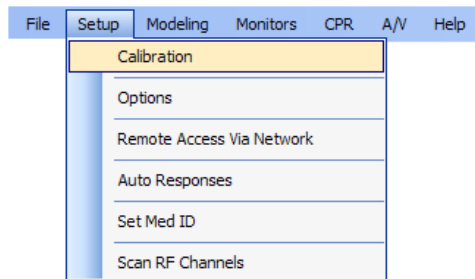 File Setup Modeling Monitors CPR A/V Help
Calibration
Options
Remote Access Via Network
Auto Responses
Set Med ID
Scan RF Channels